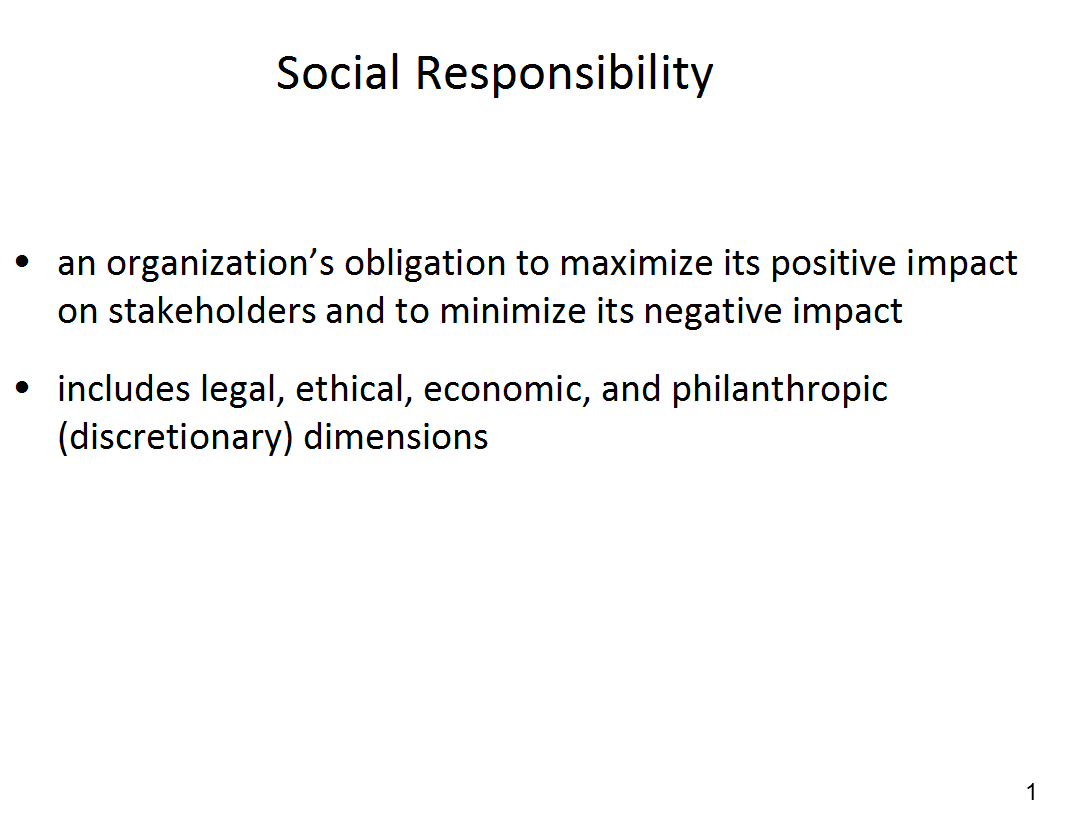 Social Responsibility
• an organization’s obligation to maximize its positive impact
on stakeholders and to minimize its negative impact
• includes legal, ethical, economic, and philanthropic
(discretionary) dimensions
1